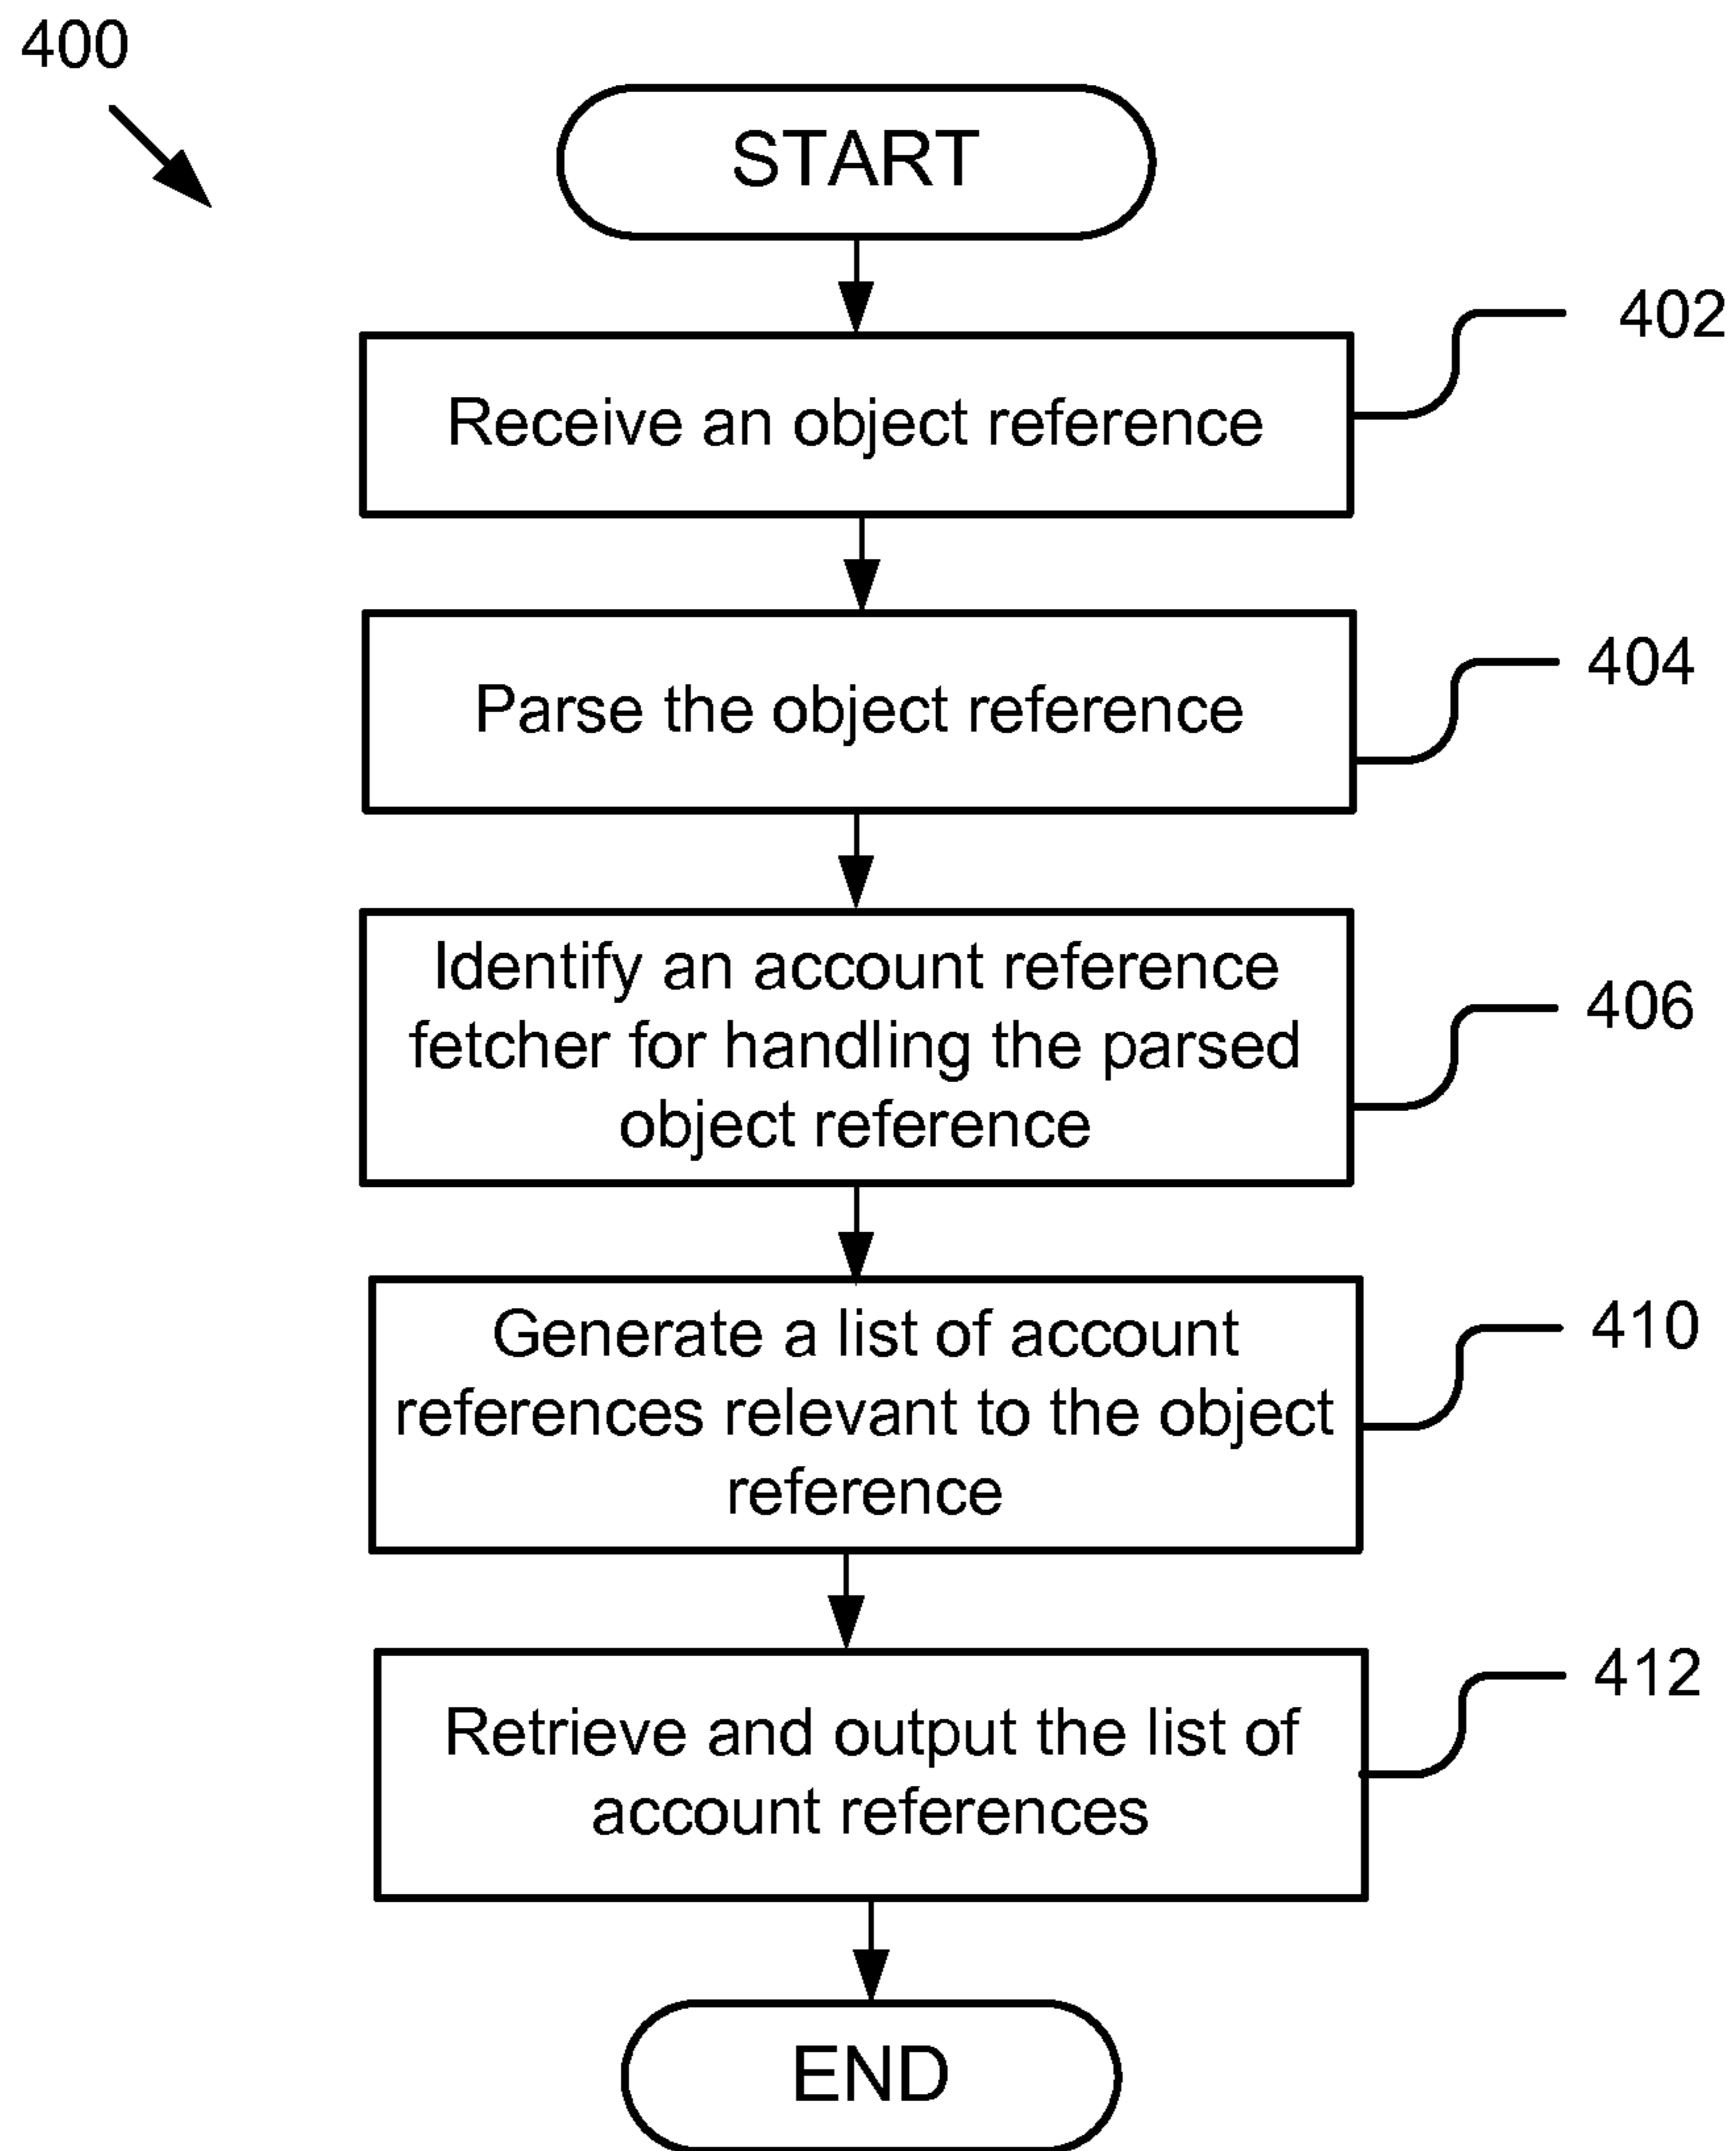 400
START
402
Receive an object reference
404
Parse the object reference
406
Identify an account reference
fetcher for handling the parsed
object reference
410
Generate a list of account
references relevant to the object
reference
412
Retrieve and output the list of
account references
END